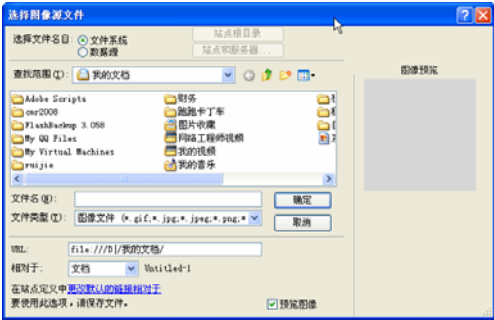 选择图像源文件
选择文件名自: 文件系统
数据源
站点根目录
站点和服务器...
查找范围(I): 我的文档
图像预览
Adobe Scripts
cnr2008
FlashBackup 3.058
My QQ Files
My Virtual Machines
ruijie
财务
跑跑卡丁车
图片收藏
网络工程师视频
我的视频
我的音乐
文件名(N):
确定
文件类型(T): 图像文件 (*.gif;*.jpg;*.jpeg;*.png;*
取消
URL: file:///D|/我的文档/
相对于: 文档 Untitled-1
在站点定义中更改默认的链接相对于
要使用此选项,请保存文件。
预览图像